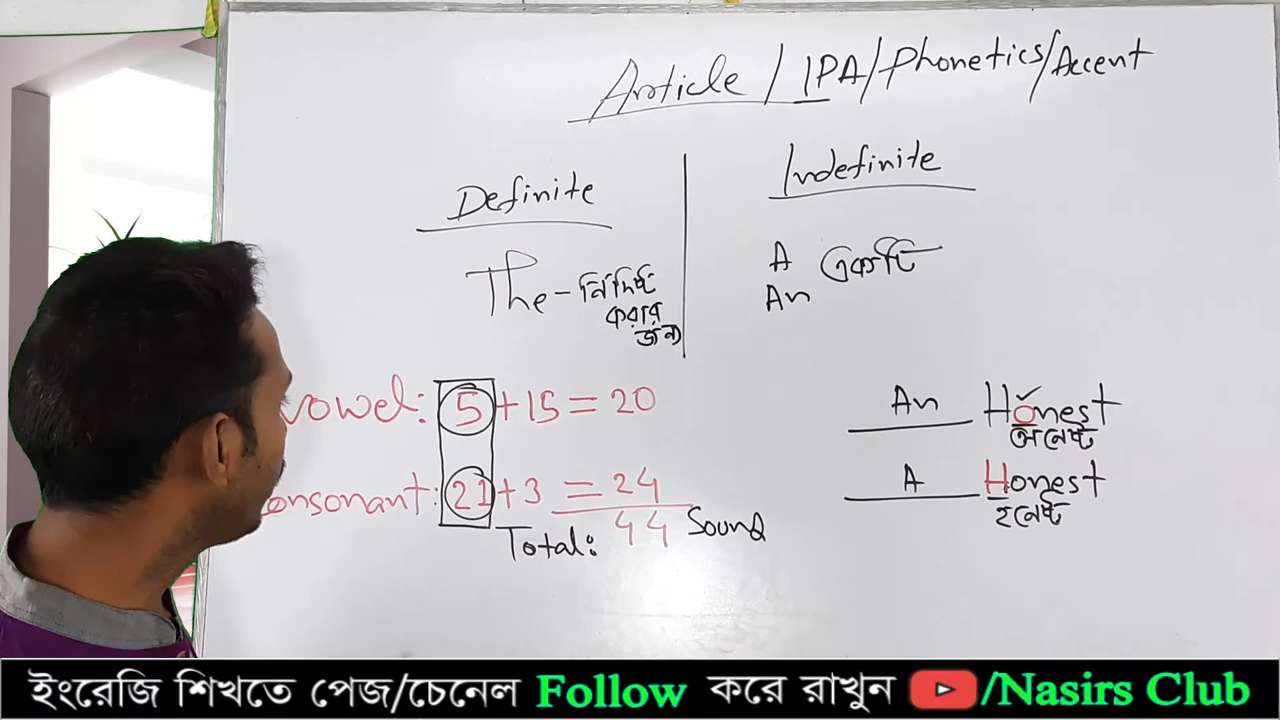 Article / IPA/Phonetics/Accent
Definite
The - নির্দিষ্ট
করার
জন্য
Indefinite
A একটি
An
vowel: 5 + 15 = 20
onsonant: 21 + 3 = 24
Total: 44 Sound
An Honest
অনেষ্ট
A Honest
হনেষ্ট
ইংরেজি শিখতে পেজ/চেনেল Follow করে রাখুন /Nasirs Club